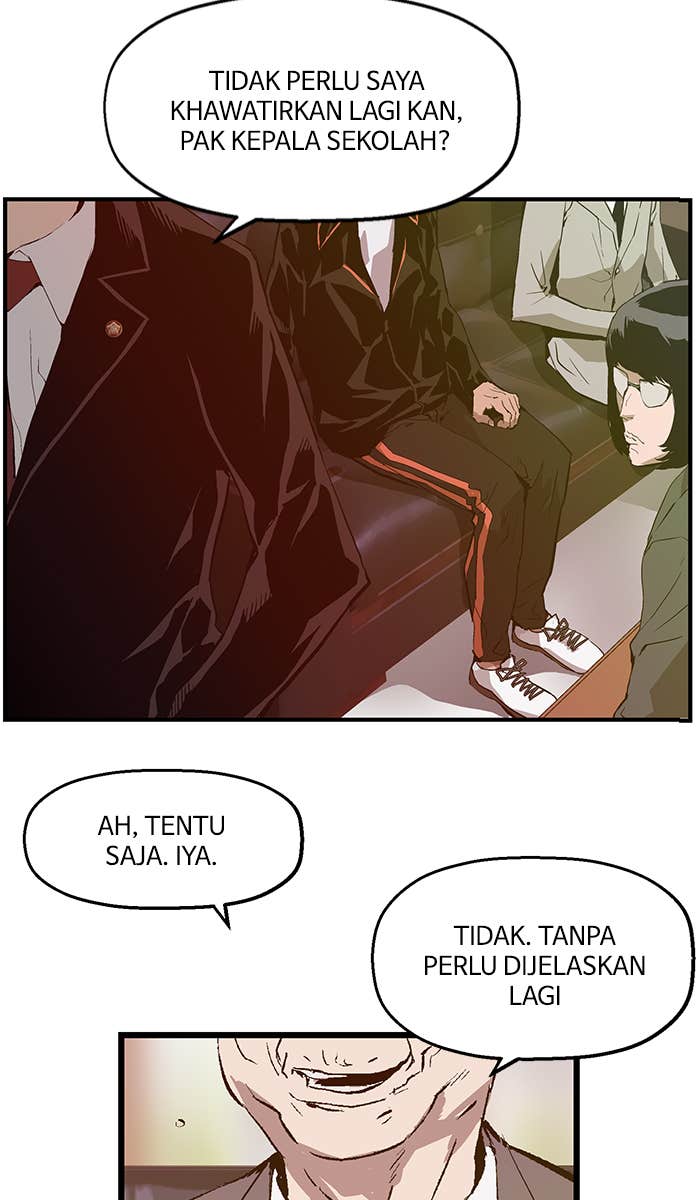 TIDAK PERLU SAYA
KHAWATIRKAN LAGI KAN,
PAK KEPALA SEKOLAH?
AH, TENTU
SAJA. IYA.
TIDAK. TANPA
PERLU DIJELASKAN
LAGI